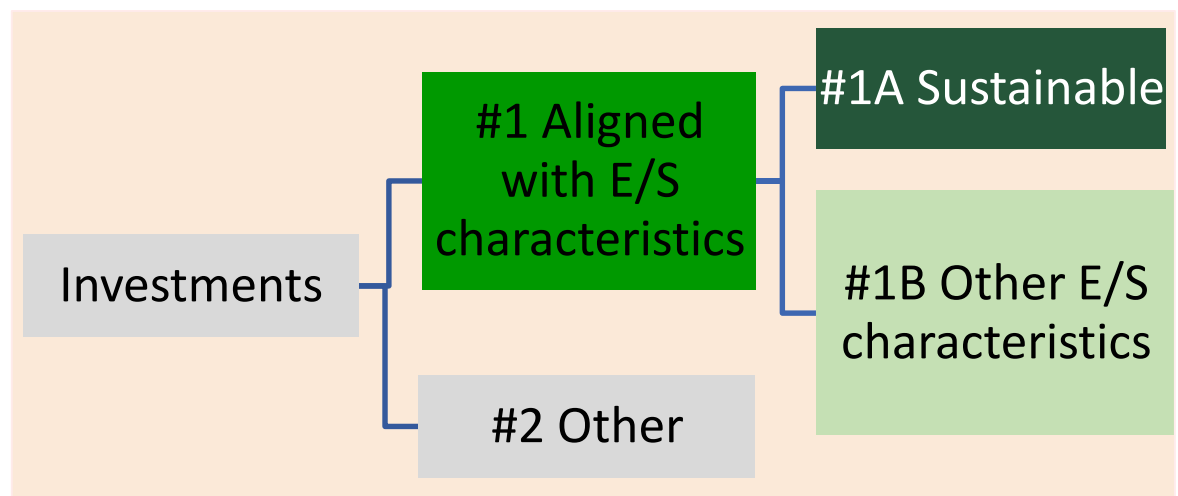 Investments
#1 Aligned
with E/S
characteristics
#2 Other
#1A Sustainable
#1B Other E/S
characteristics